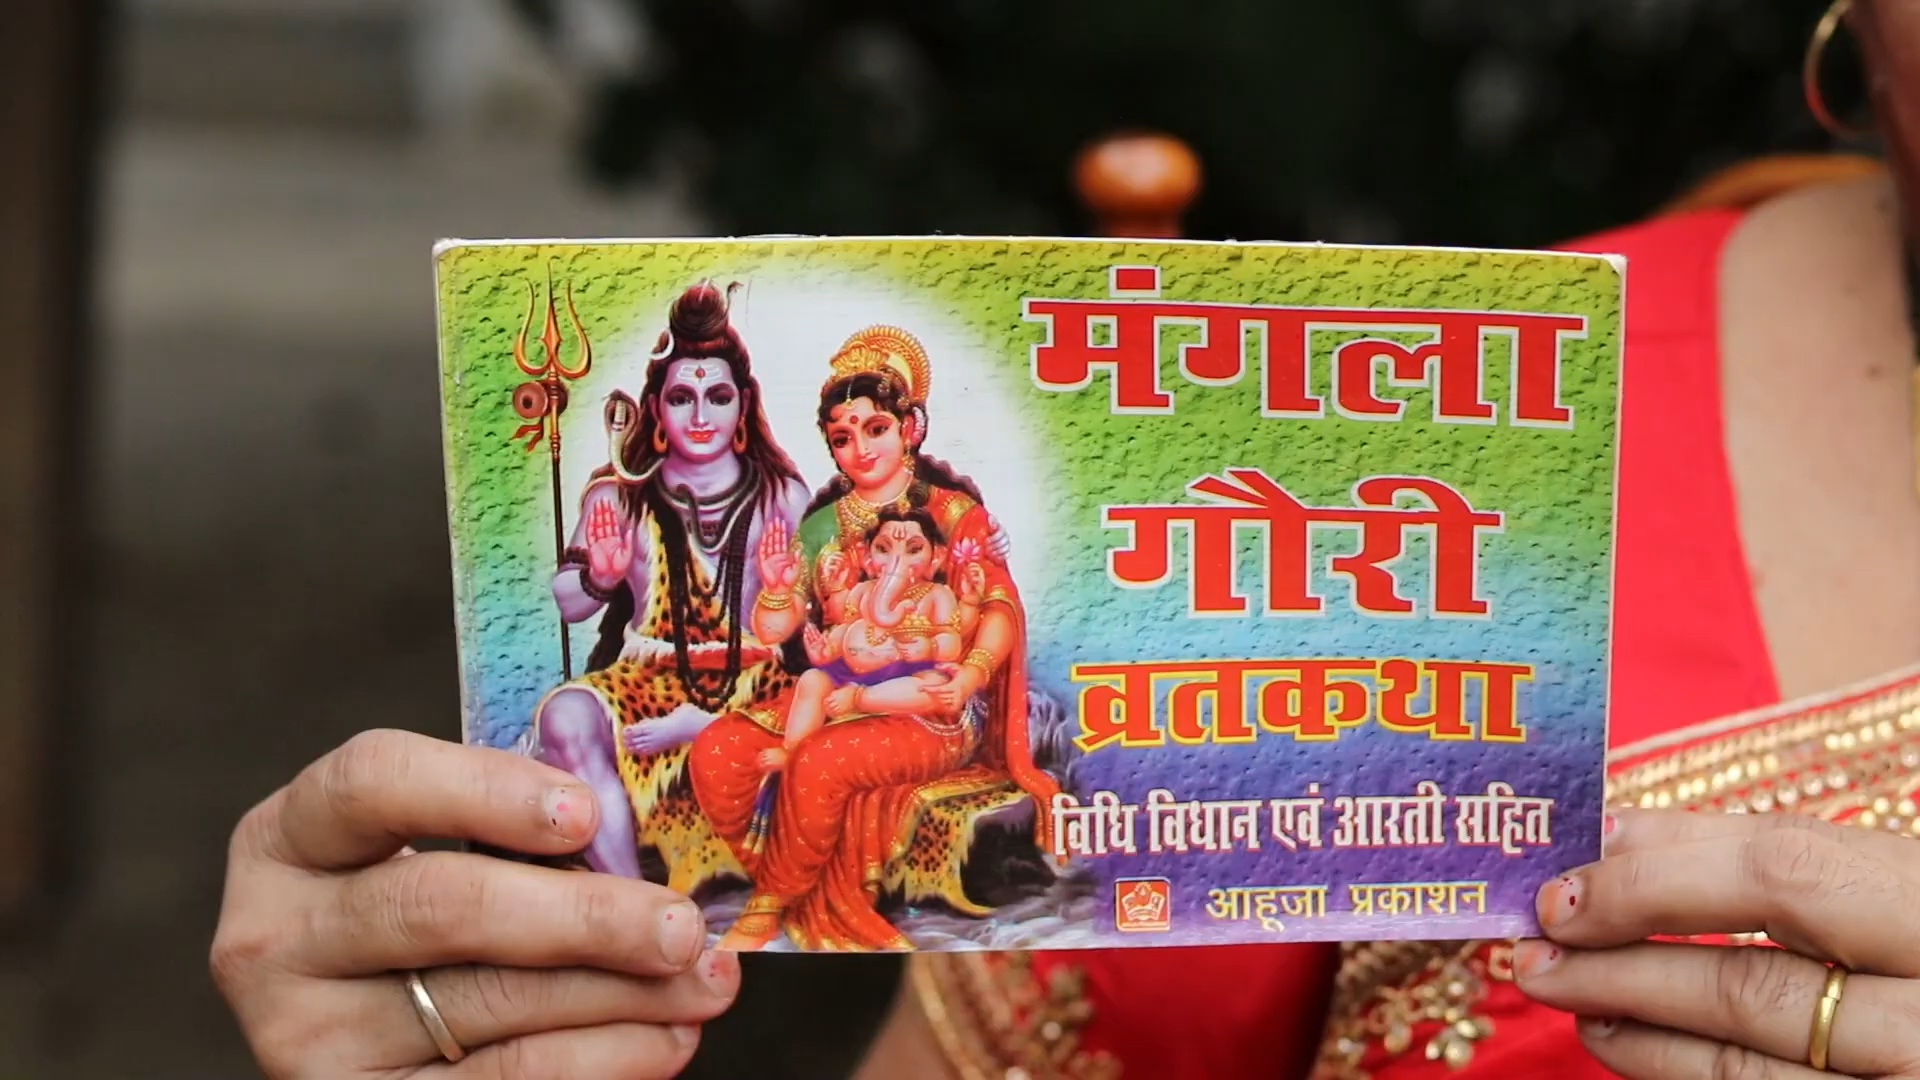 मंगला
गौरी
व्रतकथा
विधि विधान एवं आरती सहित
आहूजा प्रकाशन